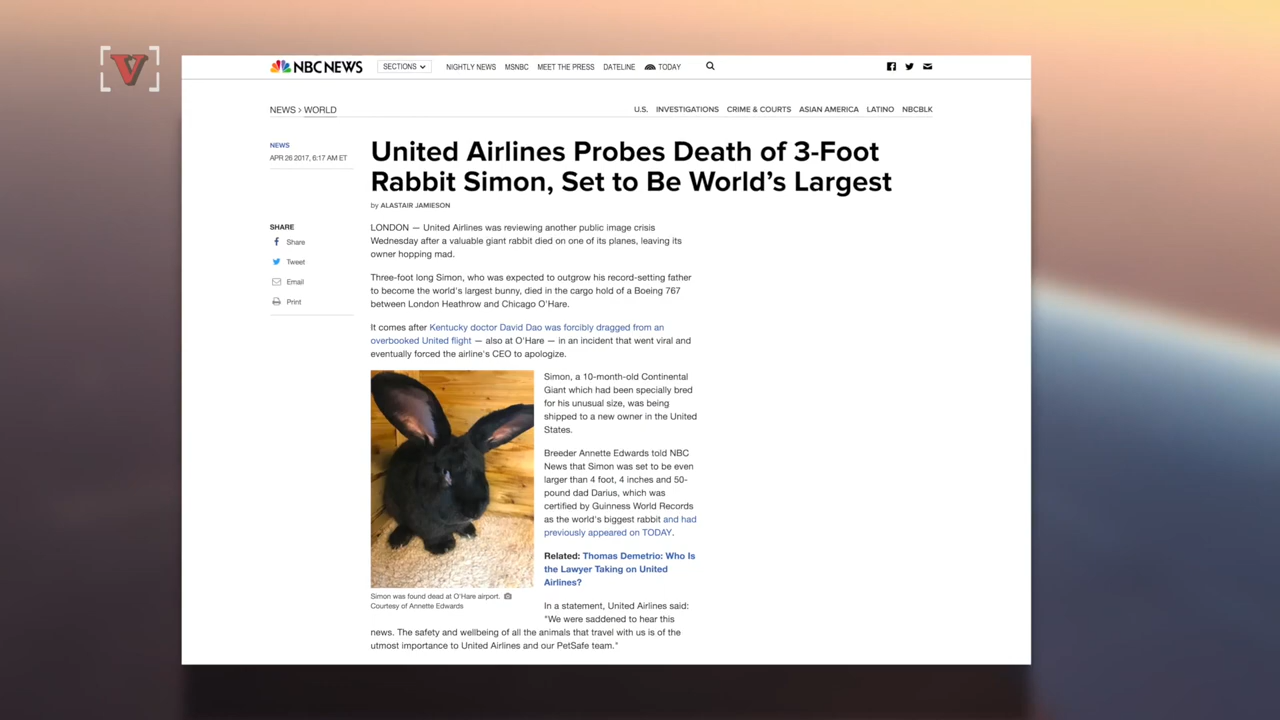 V
NBC NEWS
SECTIONS
NIGHTLY NEWS
MSNBC
MEET THE PRESS
DATELINE
TODAY
NEWS > WORLD
U.S.
INVESTIGATIONS
CRIME & COURTS
ASIAN AMERICA
LATINO
NBCBLK
NEWS
APR 26 2017, 6:17 AM ET
United Airlines Probes Death of 3-Foot
Rabbit Simon, Set to Be World's Largest
by ALASTAIR JAMIESON
SHARE
Share
Tweet
Email
Print
LONDON — United Airlines was reviewing another public image crisis
Wednesday after a valuable giant rabbit died on one of its planes, leaving its
owner hopping mad.
Three-foot long Simon, who was expected to outgrow his record-setting father
to become the world's largest bunny, died in the cargo hold of a Boeing 767
between London Heathrow and Chicago O'Hare.
It comes after Kentucky doctor David Dao was forcibly dragged from an
overbooked United flight — also at O'Hare — in an incident that went viral and
eventually forced the airline's CEO to apologize.
Simon, a 10-month-old Continental
Giant which had been specially bred
for his unusual size, was being
shipped to a new owner in the United
States.
Breeder Annette Edwards told NBC
News that Simon was set to be even
larger than 4 foot, 4 inches and 50-
pound dad Darius, which was
certified by Guinness World Records
as the world's biggest rabbit and had
previously appeared on TODAY.
Related: Thomas Demetrio: Who Is
the Lawyer Taking on United
Airlines?
Simon was found dead at O'Hare airport.
Courtesy of Annette Edwards
In a statement, United Airlines said:
"We were saddened to hear this
news. The safety and wellbeing of all the animals that travel with us is of the
utmost importance to United Airlines and our PetSafe team."